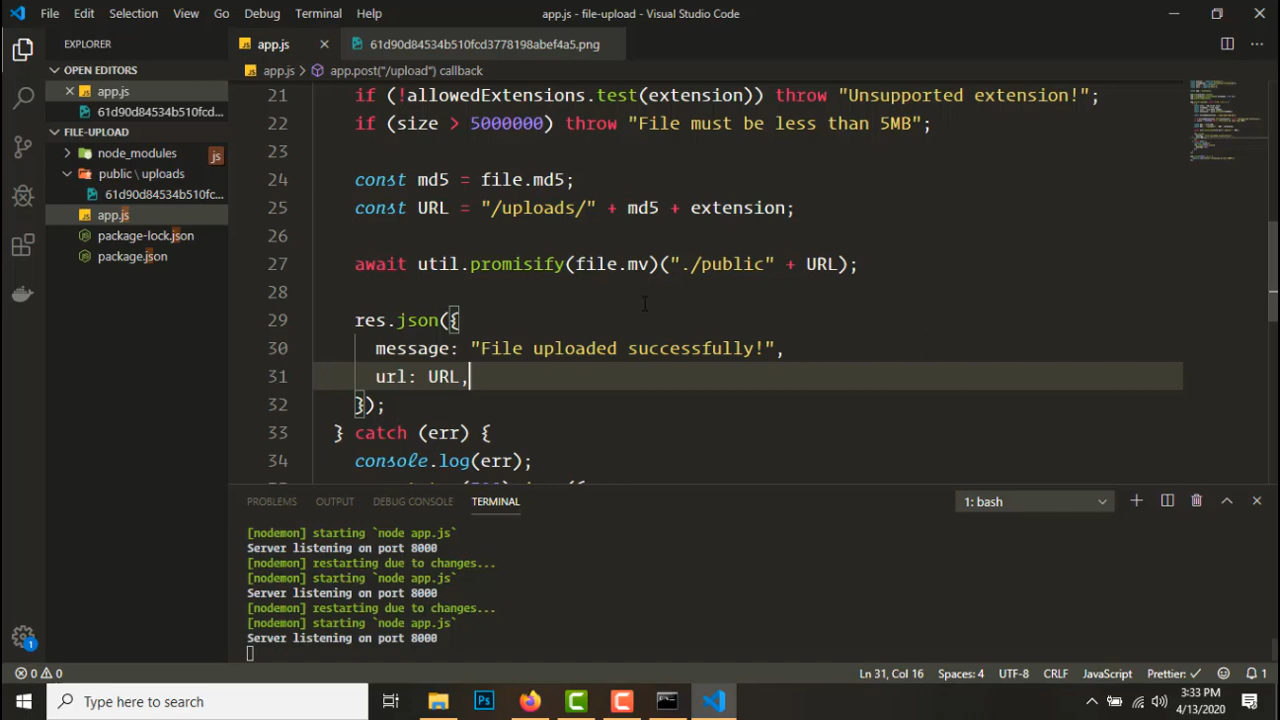 File Edit Selection View Go Debug Terminal Help app.js - file-upload - Visual Studio Code
EXPLORER
OPEN EDITORS
app.js
61d90d84534b510fcd...
FILE-UPLOAD
node_modules
js
public \ uploads
61d90d84534b510fc...
app.js
package-lock.json
package.json
1
app.js 61d90d84534b510fcd3778198abef4a5.png
app.js > app.post("/upload") callback
21 if (!allowedExtensions.test(extension)) throw "Unsupported extension!";
22 if (size > 5000000) throw "File must be less than 5MB";
23
24 const md5 = file.md5;
25 const URL = "/uploads/" + md5 + extension;
26
27 await util.promisify(file.mv)("./public" + URL);
28
29 res.json({
30 message: "File uploaded successfully!",
31 url: URL,
32 });
33 } catch (err) {
34 console.log(err);
PROBLEMS OUTPUT DEBUG CONSOLE TERMINAL 1: bash
[nodemon] starting `node app.js`
Server listening on port 8000
[nodemon] restarting due to changes...
[nodemon] starting `node app.js`
Server listening on port 8000
[nodemon] restarting due to changes...
[nodemon] starting `node app.js`
Server listening on port 8000
0 0 Ln 31, Col 16 Spaces: 4 UTF-8 CRLF JavaScript Prettier: ✓ 1
Type here to search
Ps
3:33 PM
4/13/2020